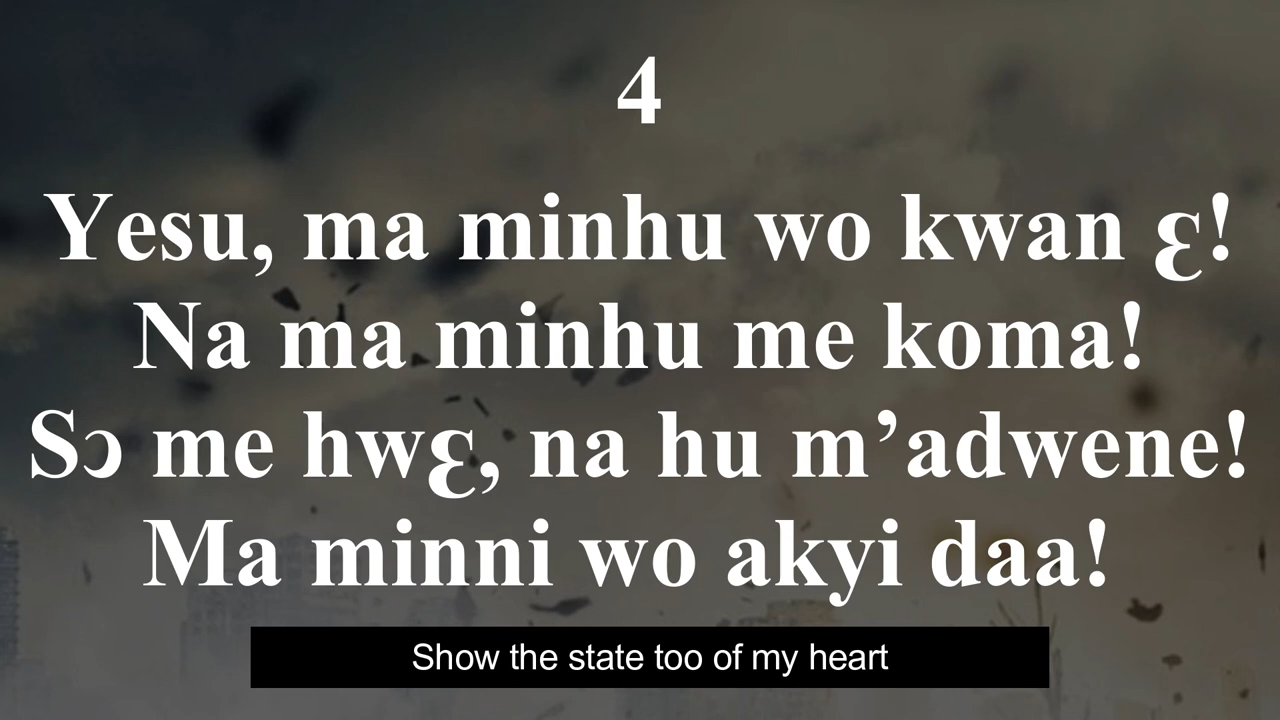 4
Yesu, ma minhu wo kwan ɛ!
Na ma minhu me koma!
Sɔ me hwɛ, na hu m’adwene!
Ma minni wo akyi daa!
Show the state too of my heart